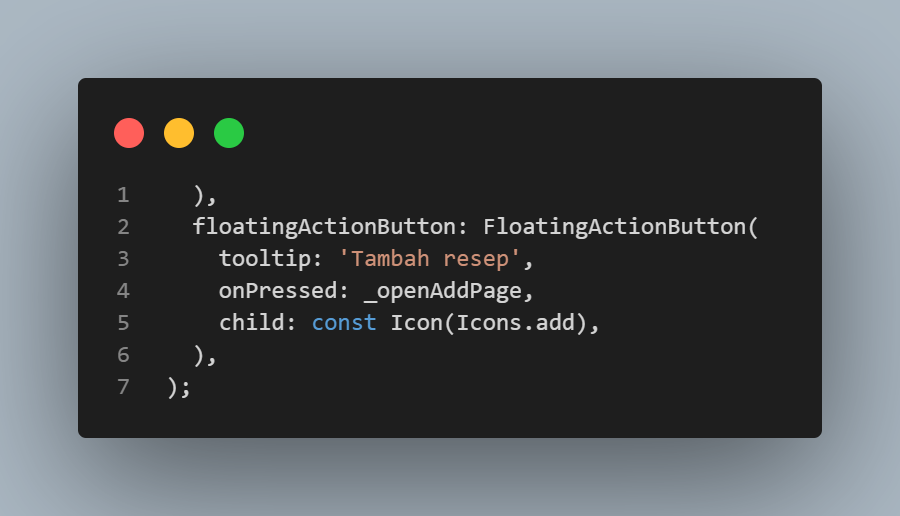 1     ),
2     floatingActionButton: FloatingActionButton(
3       tooltip: 'Tambah resep',
4       onPressed: _openAddPage,
5       child: const Icon(Icons.add),
6     ),
7   );